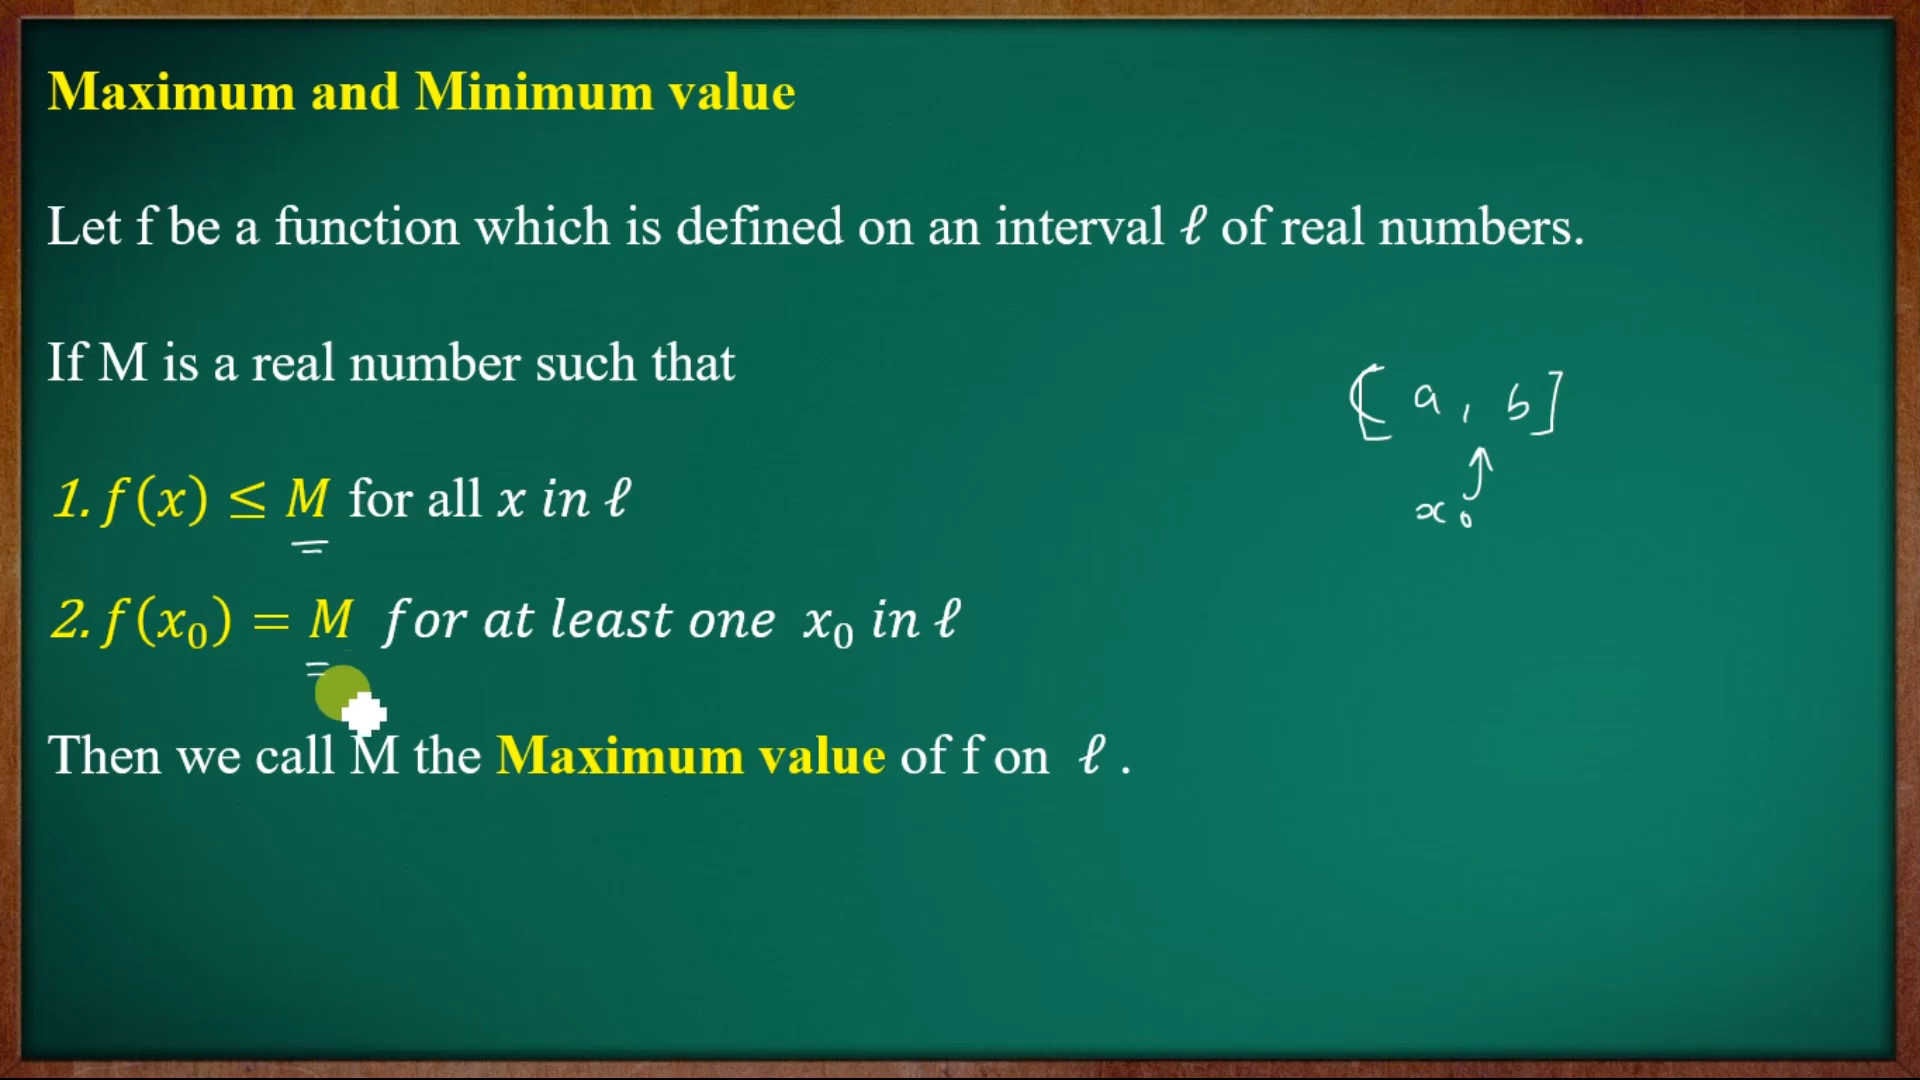 Maximum and Minimum value
Let f be a function which is defined on an interval ℓ of real numbers.
If M is a real number such that
[ a , b ]
1. f(x) ≤ M for all x in ℓ
x₀
2. f(x₀) = M for at least one x₀ in ℓ
Then we call M the Maximum value of f on ℓ .